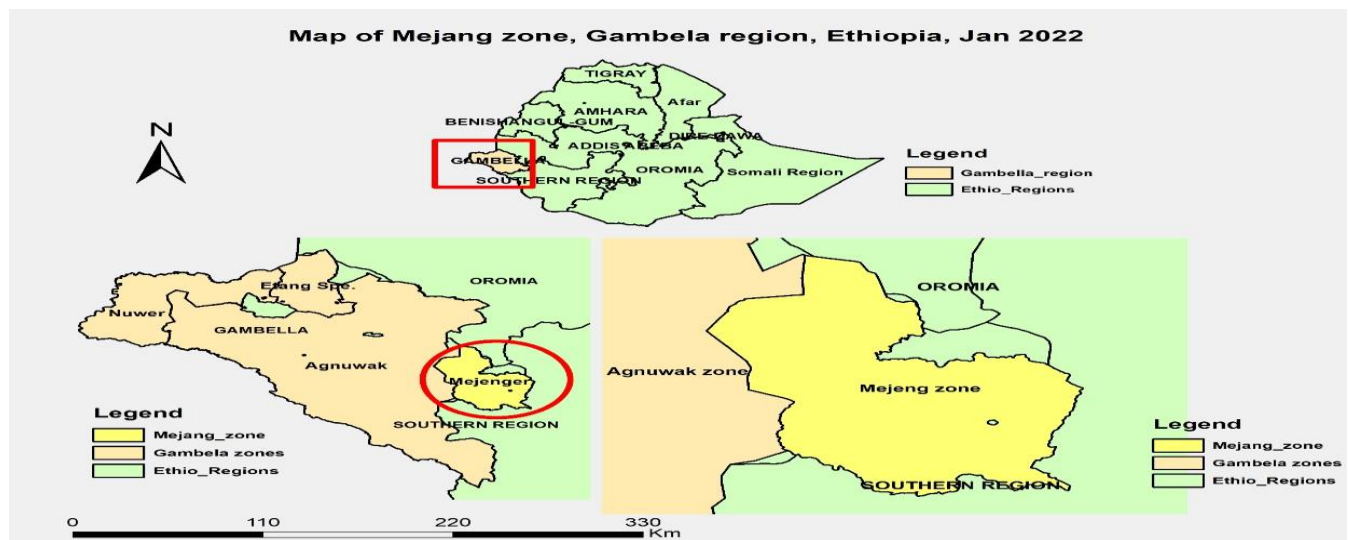 Map of Mejang zone, Gambela region, Ethiopia, Jan 2022
N
TIGRAY
Afar
AMHARA
BENISHANGUL-GUM
DIRE DAWA
ADDIS ABEBA
GAMBELLA
OROMIA
Somali Region
SOUTHERN REGION
Legend
Gambella_region
Ethio_Regions
OROMIA
Etang Spe.
Nuwer
GAMBELLA
Agnuwak
Mejenger
SOUTHERN REGION
Legend
Mejang_zone
Gambella zones
Ethio_Regions
OROMIA
Agnuwak zone
Mejeng zone
SOUTHERN REGION
Legend
Mejang_zone
Gambela zones
Ethio_Regions
0 110 220 330
Km